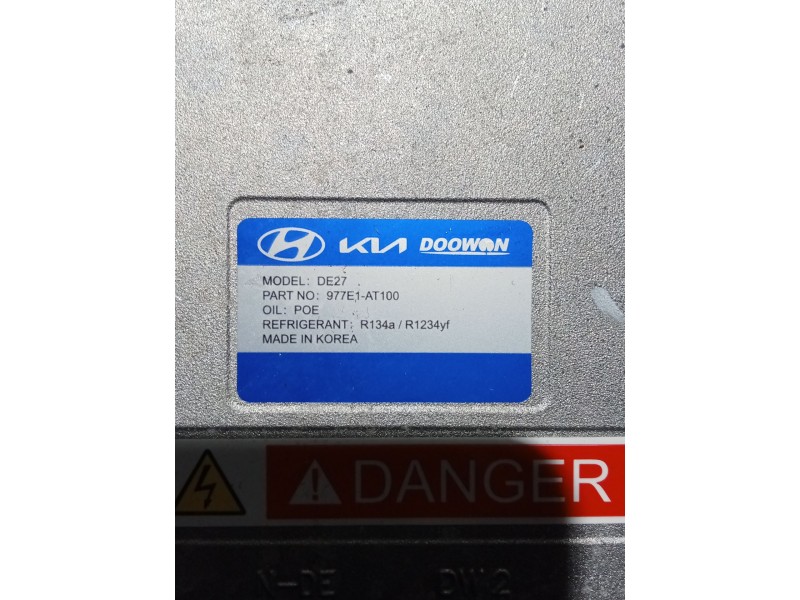 KIA DOOWON
MODEL: DE27
PART NO: 977E1-AT100
OIL: POE
REFRIGERANT: R134a / R1234yf
MADE IN KOREA
DANGER